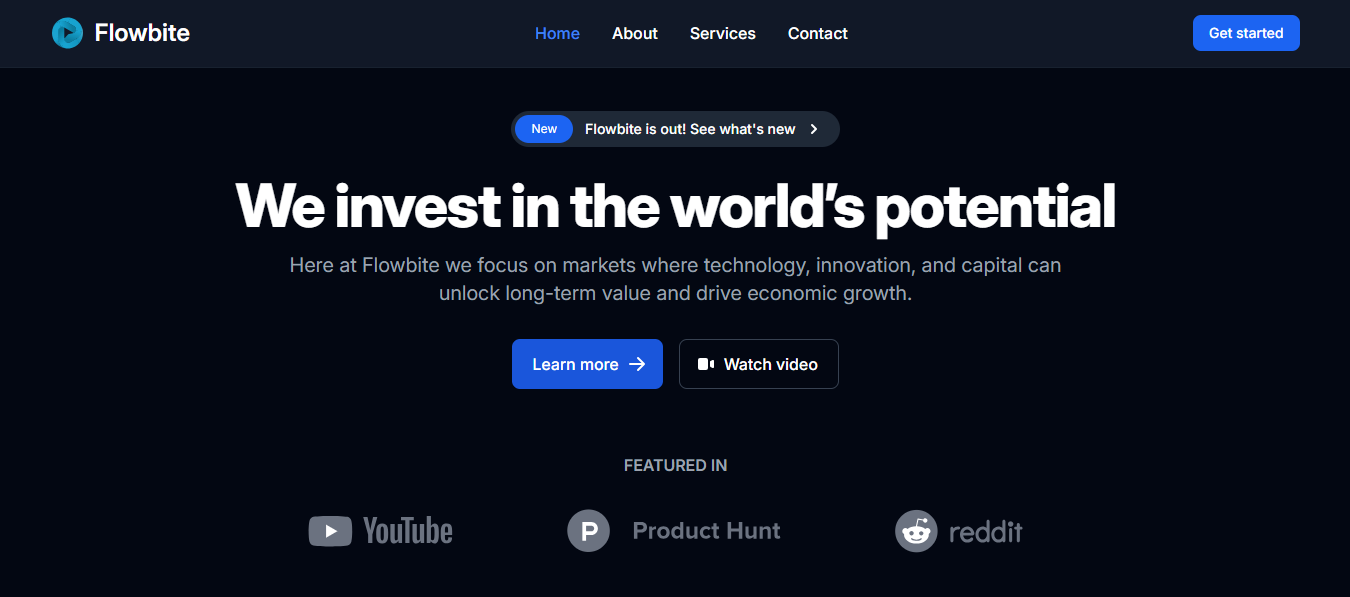 Flowbite
Home About Services Contact
Get started
New Flowbite is out! See what's new
We invest in the world’s potential
Here at Flowbite we focus on markets where technology, innovation, and capital can
unlock long-term value and drive economic growth.
Learn more
Watch video
FEATURED IN
YouTube
P Product Hunt
reddit